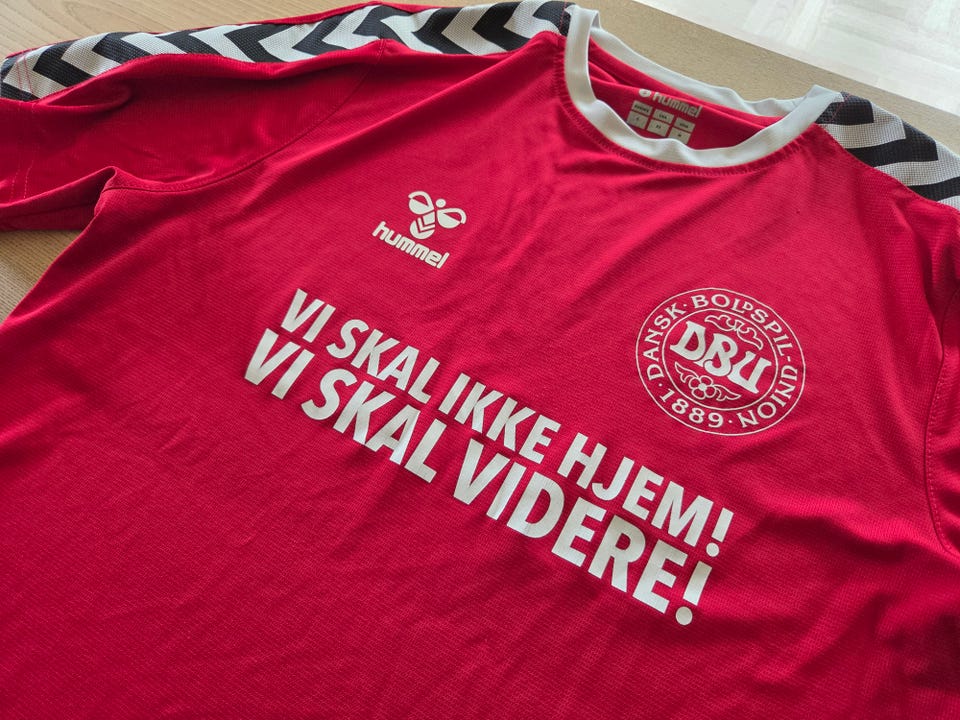 hummel
hummel
DANSK · BOLDSPIL-UNION
DBU
· 1889 ·
VI SKAL IKKE HJEM!
VI SKAL VIDERE!